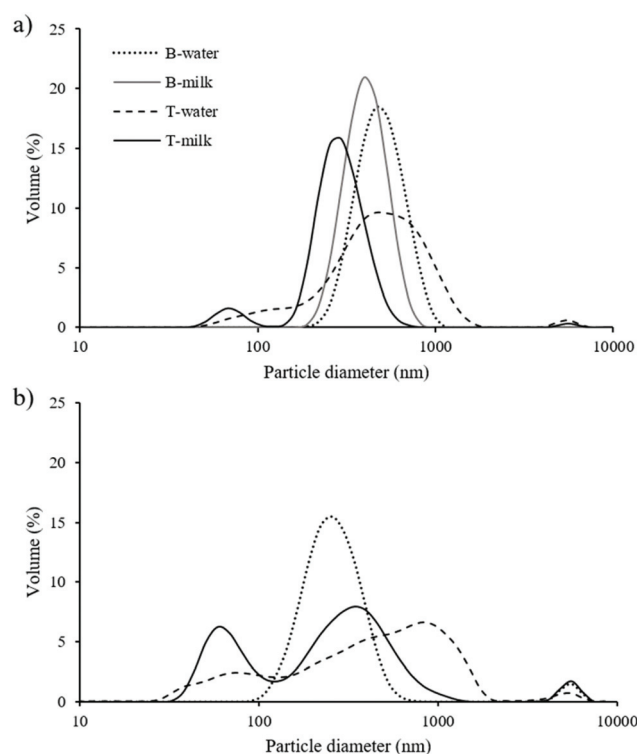 a)
25
20
15
10
5
0
B-water
B-milk
T-water
T-milk
Volume (%)
10 100 1000 10000
Particle diameter (nm)
b)
25
20
15
10
5
0
Volume (%)
10 100 1000 10000
Particle diameter (nm)